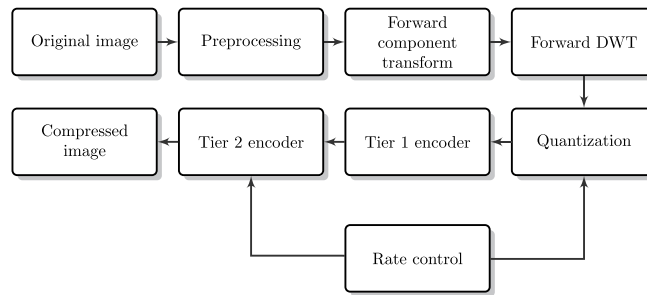 Original image
Preprocessing
Forward
component
transform
Forward DWT
Compressed
image
Tier 2 encoder
Tier 1 encoder
Quantization
Rate control